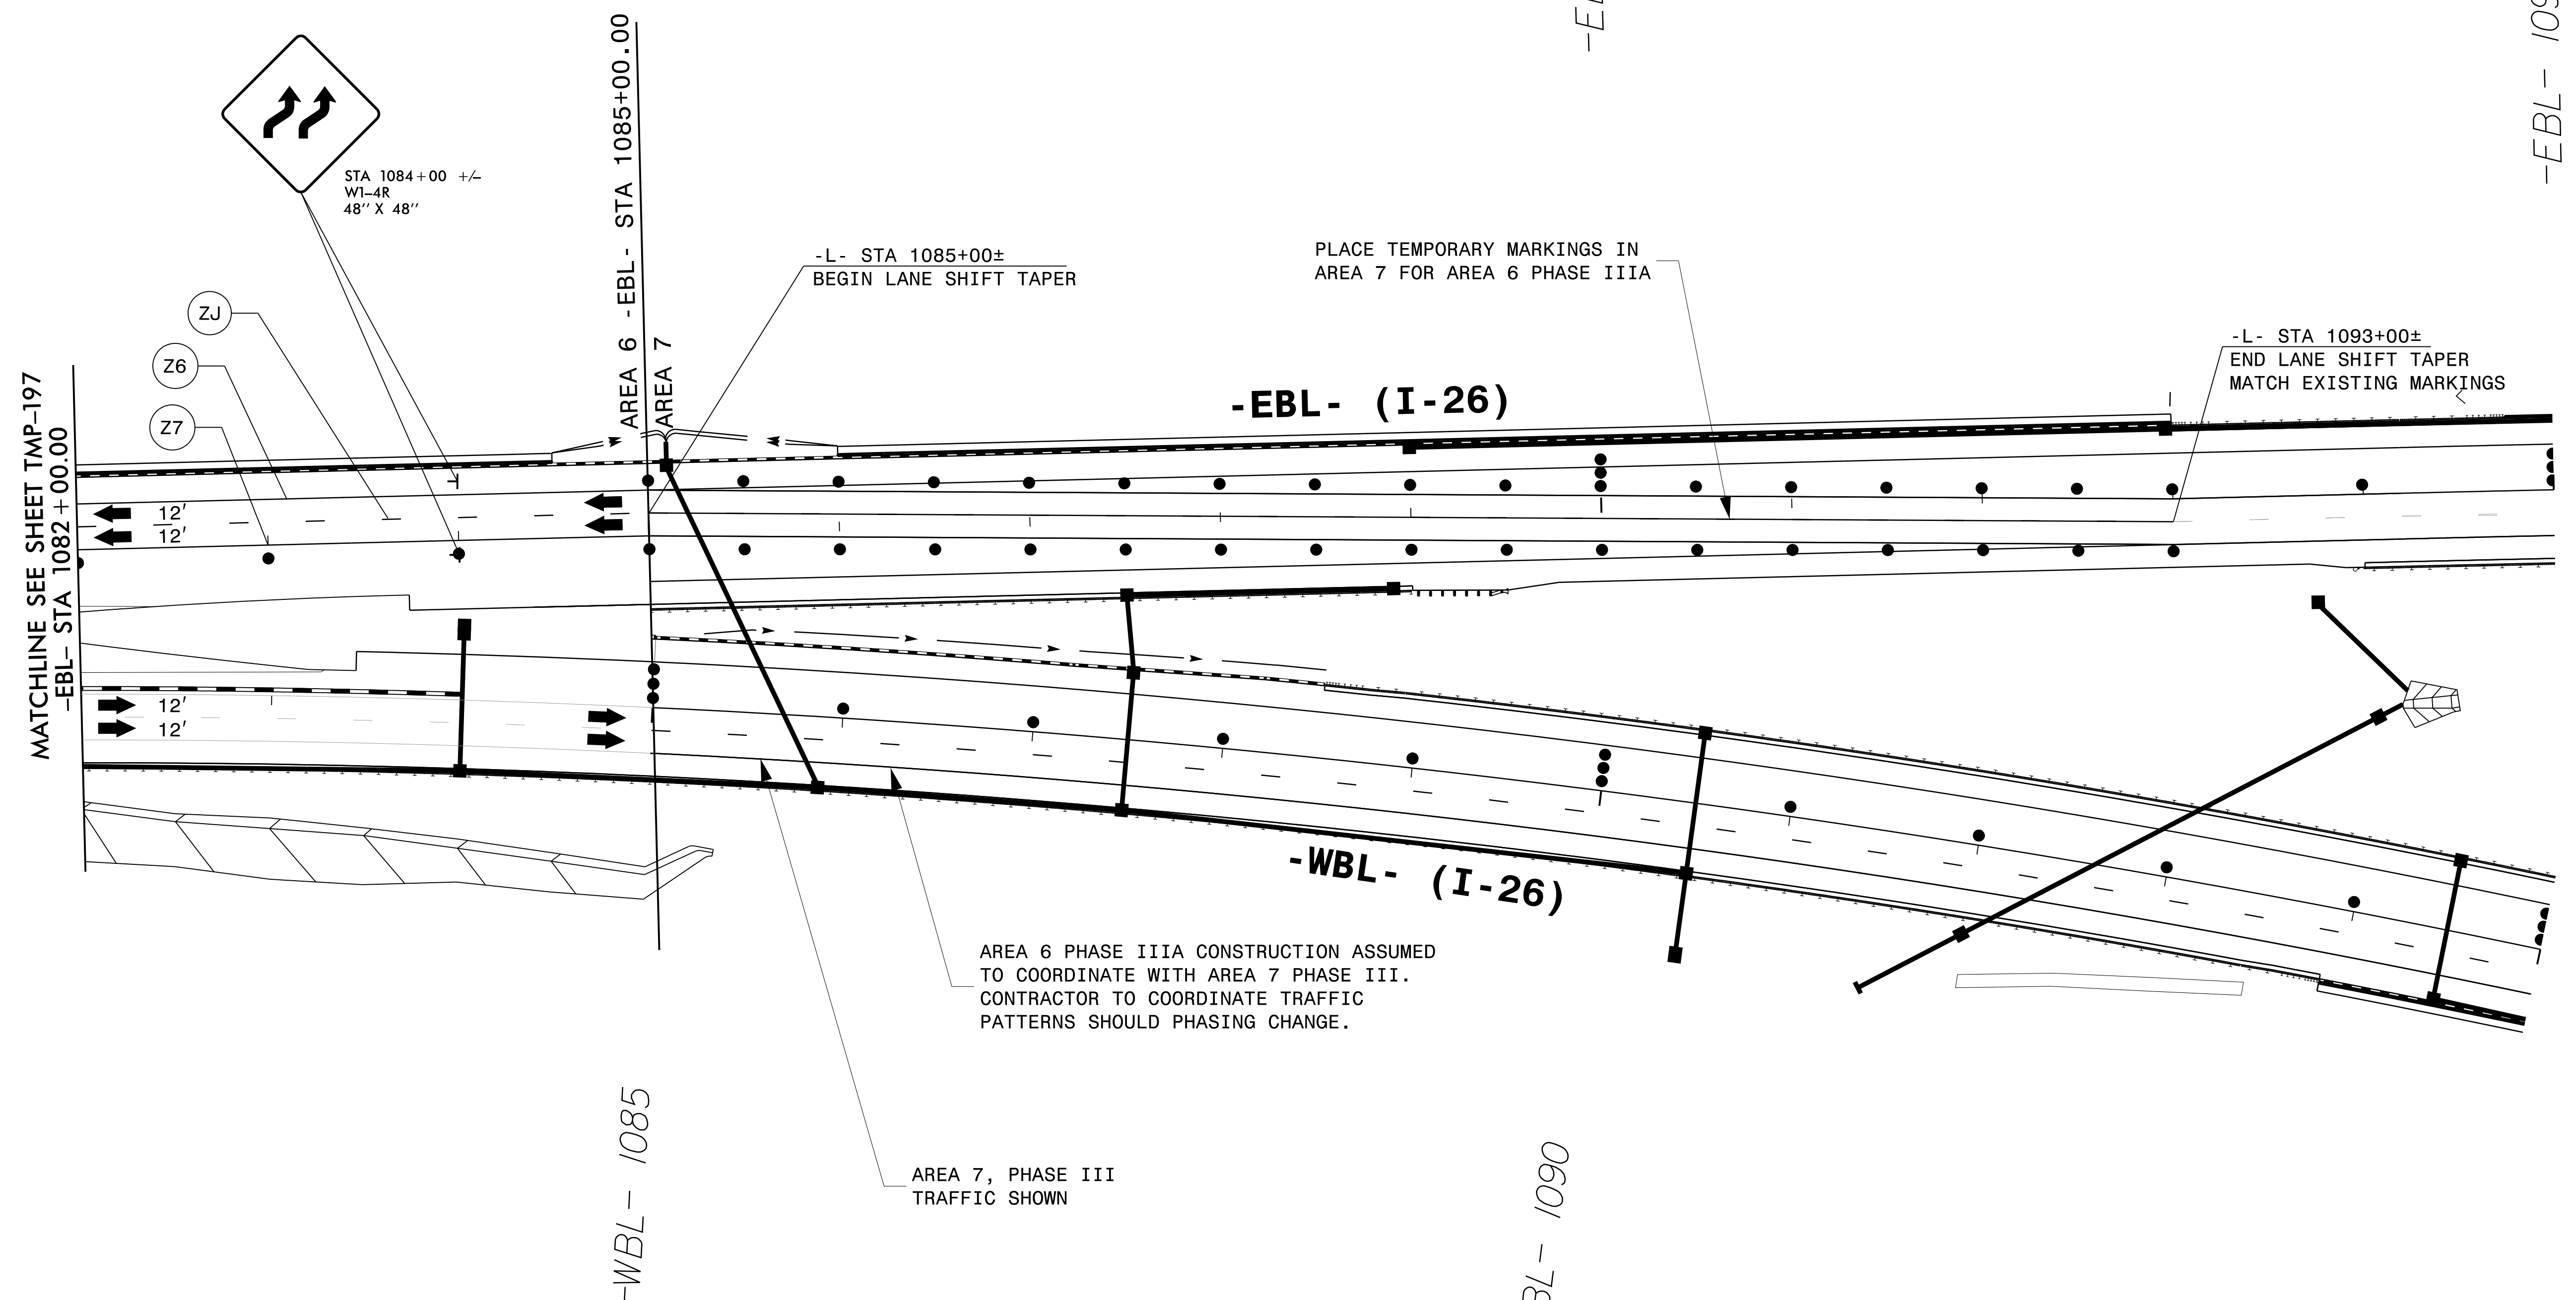 STA 1084+00 +/-
W1-4R
48" X 48"
AREA 6 -EBL- STA 1085+00.00
AREA 7
-L- STA 1085+00±
BEGIN LANE SHIFT TAPER
PLACE TEMPORARY MARKINGS IN
AREA 7 FOR AREA 6 PHASE IIIA
-L- STA 1093+00±
END LANE SHIFT TAPER
MATCH EXISTING MARKINGS
ZJ
Z6
Z7
MATCHLINE SEE SHEET TMP-197
-EBL- STA 1082+00.00
-EBL- (I-26)
12'
12'
12'
12'
-WBL- (I-26)
AREA 6 PHASE IIIA CONSTRUCTION ASSUMED
TO COORDINATE WITH AREA 7 PHASE III.
CONTRACTOR TO COORDINATE TRAFFIC
PATTERNS SHOULD PHASING CHANGE.
AREA 7, PHASE III
TRAFFIC SHOWN
-WBL- 1085
BL- 1090
-EBL- 109